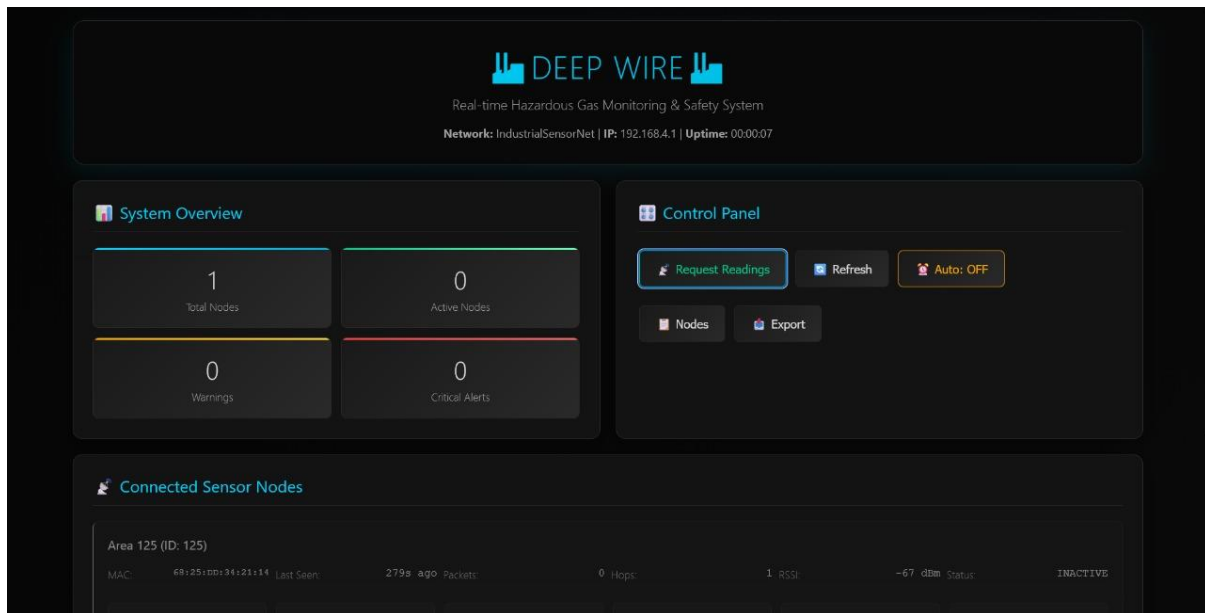 DEEP WIRE
Real-time Hazardous Gas Monitoring & Safety System
Network: IndustrialSensorNet | IP: 192.168.4.1 | Uptime: 00:00:07
System Overview
1
Total Nodes
0
Active Nodes
0
Warnings
0
Critical Alerts
Control Panel
Request Readings
Refresh
Auto: OFF
Nodes
Export
Connected Sensor Nodes
Area 125 (ID: 125)
MAC: 68:25:DD:34:21:14 Last Seen: 279s ago Packets: 0 Hops: 1 RSSI: -67 dBm Status: INACTIVE